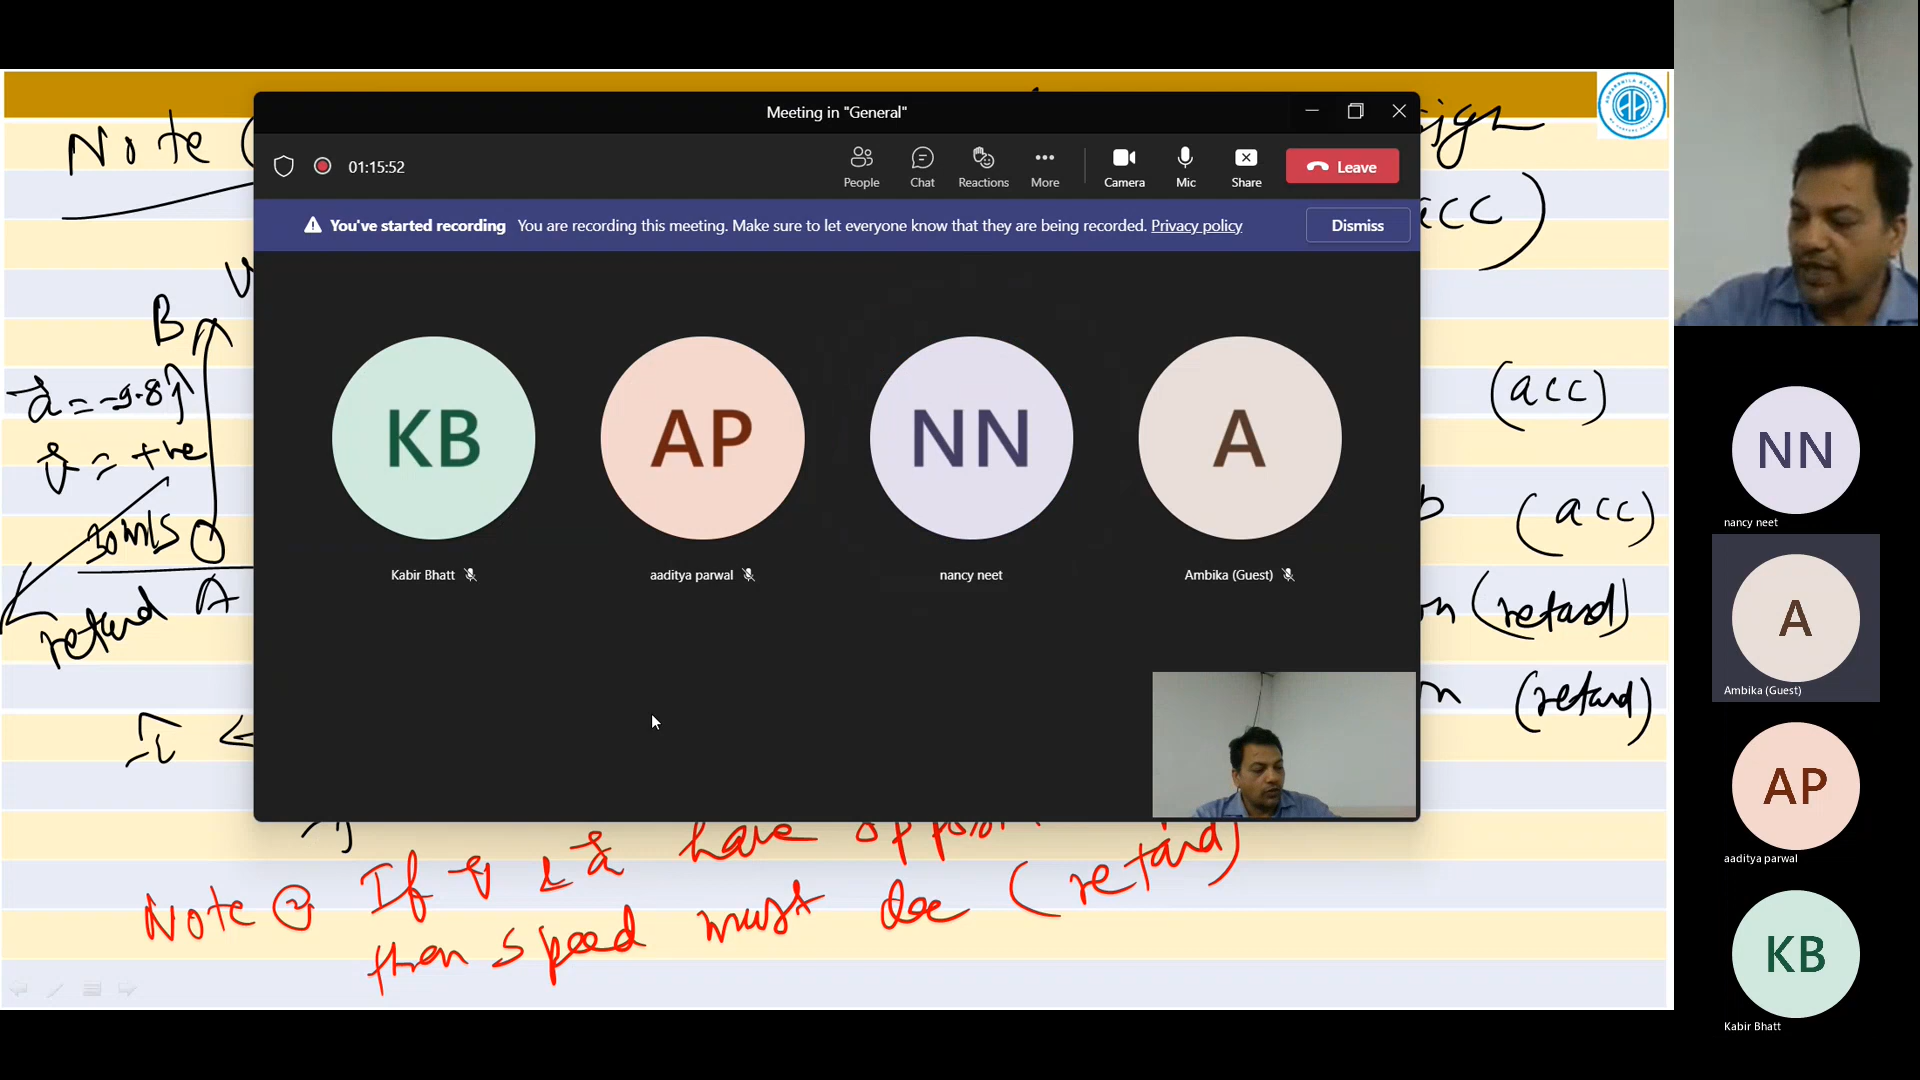 Meeting in "General"
01:15:52
People
Chat
Reactions
More
Camera
Mic
Share
Leave
You've started recording You are recording this meeting. Make sure to let everyone know that they are being recorded. Privacy policy
Dismiss
KB
AP
NN
A
Kabir Bhatt
aaditya parwal
nancy neet
Ambika (Guest)
Note (
sign
acc)
B
a = -9.8 j
v = +ve
A
retard
(acc)
(acc)
(retard)
(retard)
Note ② If v & a have
then speed must dec (retard)
NN
nancy neet
A
Ambika (Guest)
AP
aaditya parwal
KB
Kabir Bhatt